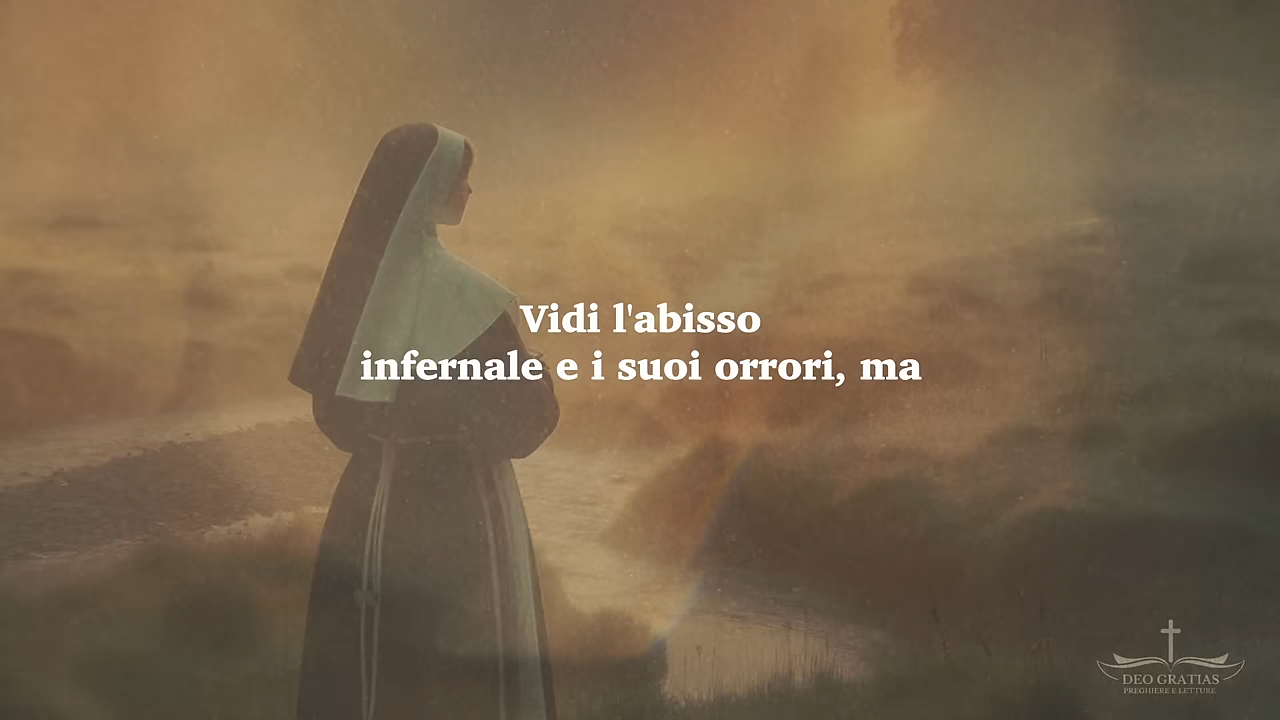 Vidi l'abisso
infernale e i suoi orrori, ma
DEO GRATIAS
PREGHIERE E LETTURE